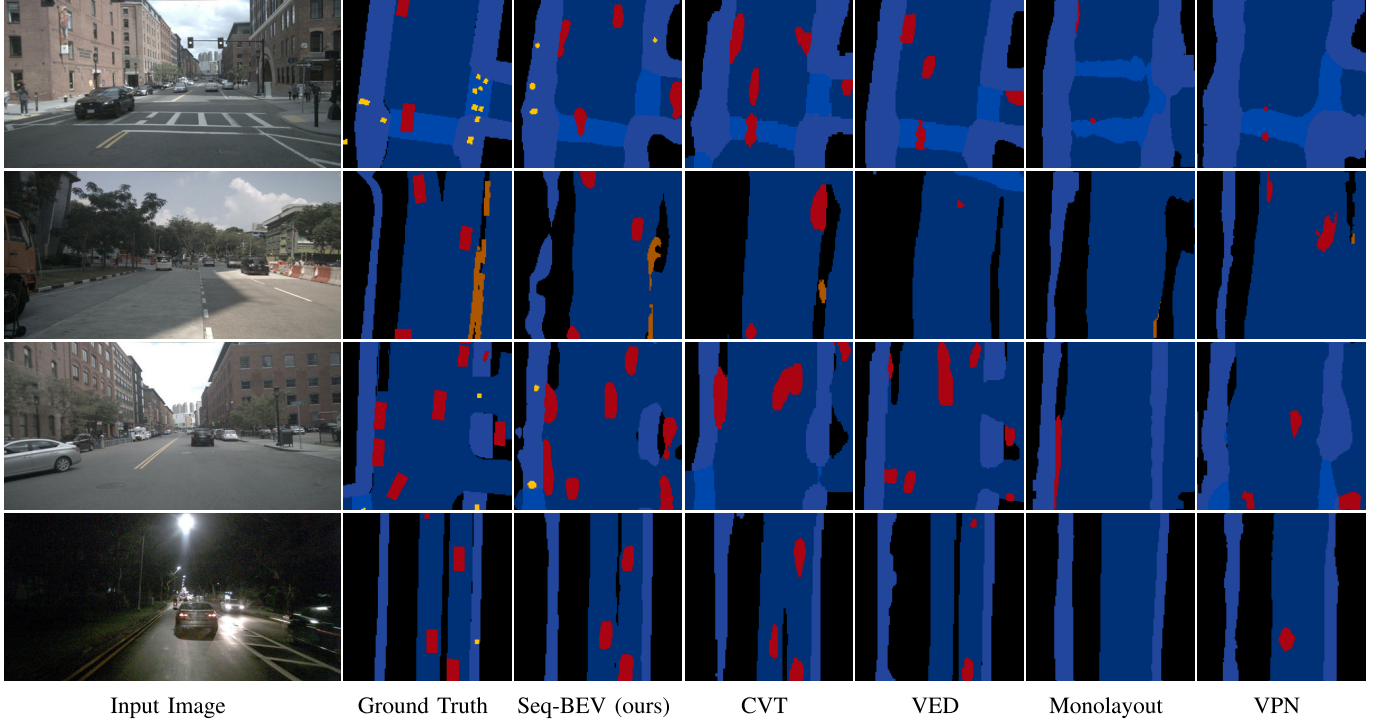 Input Image
Ground Truth
Seq-BEV (ours)
CVT
VED
Monolayout
VPN